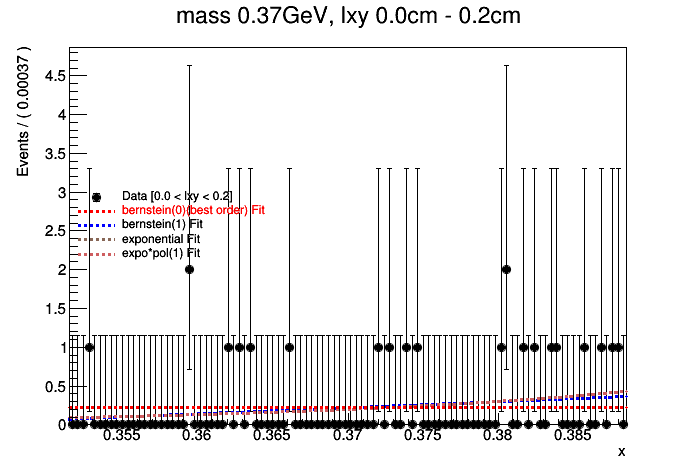 mass 0.37GeV, lxy 0.0cm - 0.2cm
Events / ( 0.00037 )
4.5
4
3.5
3
2.5
2
1.5
1
0.5
0
Data [0.0 < lxy < 0.2]
bernstein(0)(best order) Fit
bernstein(1) Fit
exponential Fit
expo*pol(1) Fit
0.355 0.36 0.365 0.37 0.375 0.38 0.385
x